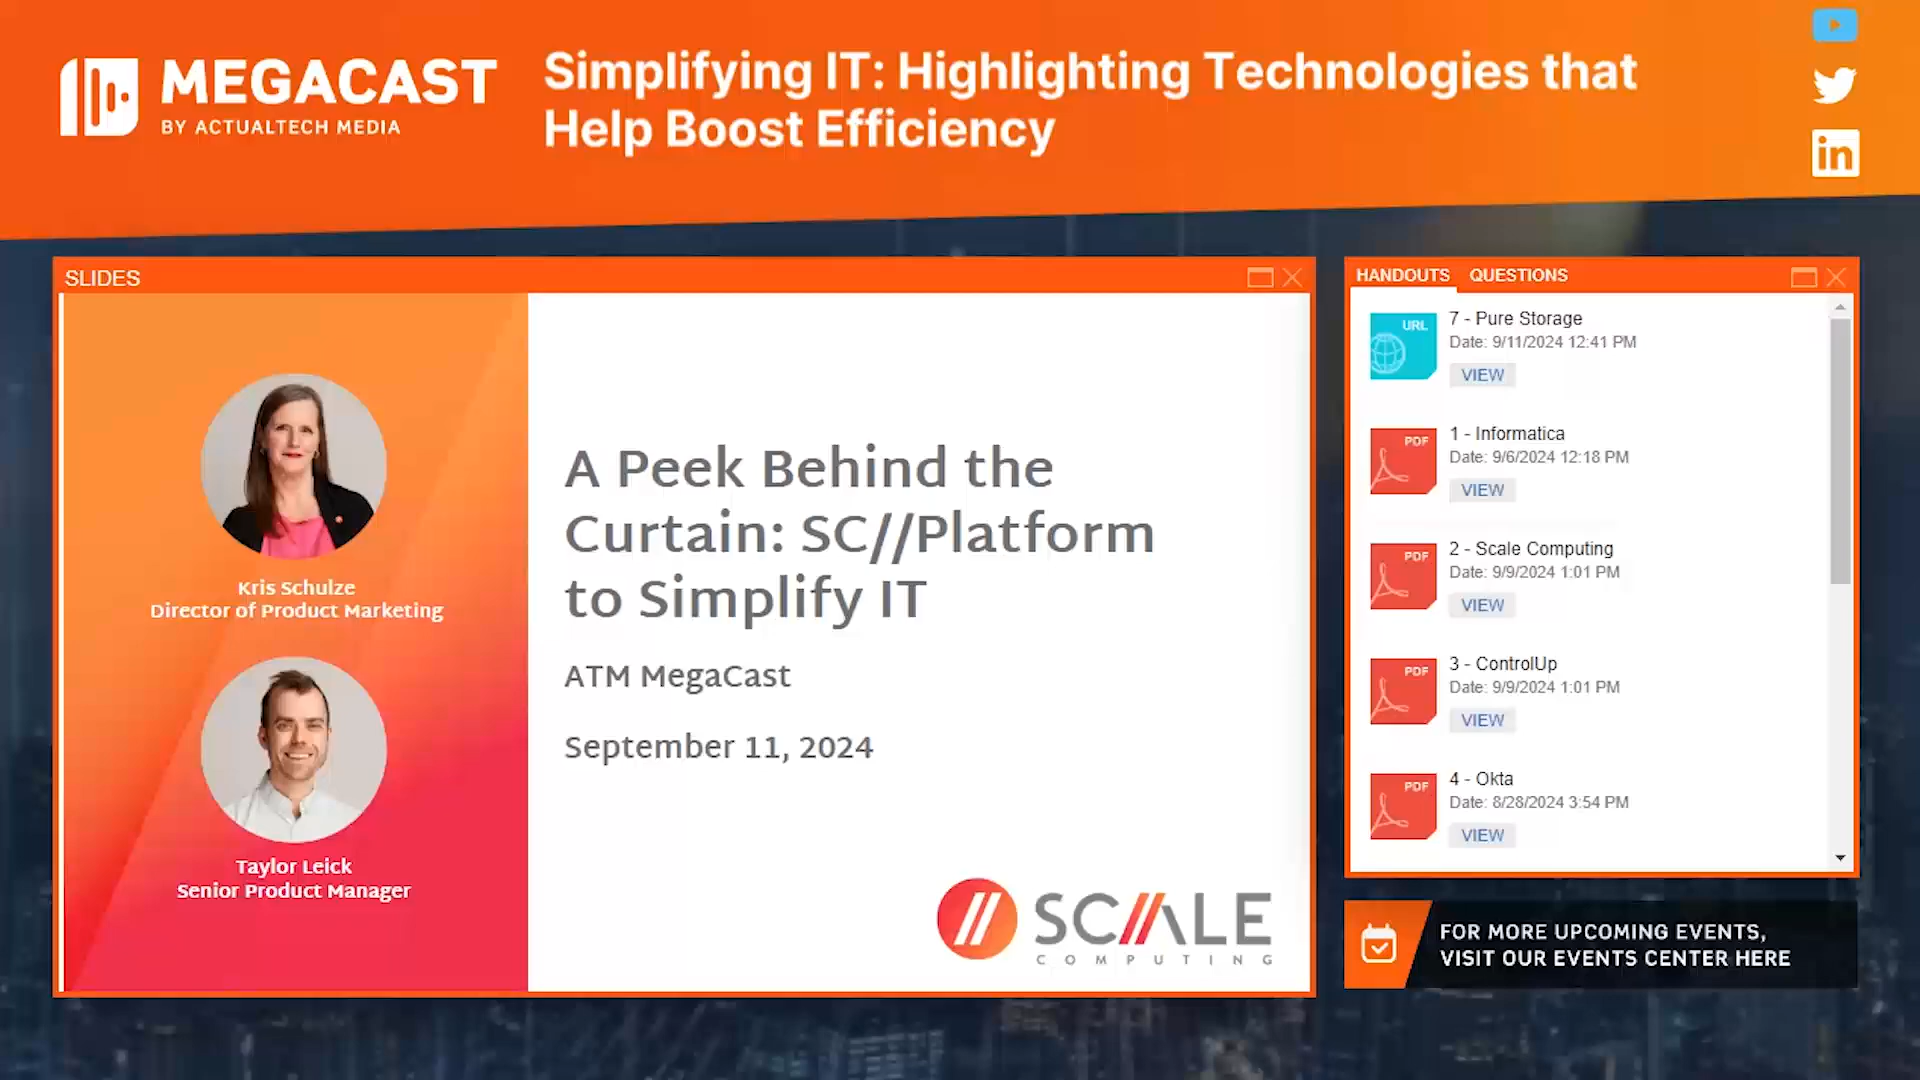 MEGACAST
BY ACTUALTECH MEDIA
Simplifying IT: Highlighting Technologies that
Help Boost Efficiency
in
SLIDES
Kris Schulze
Director of Product Marketing
Taylor Leick
Senior Product Manager
A Peek Behind the
Curtain: SC//Platform
to Simplify IT
ATM MegaCast
September 11, 2024
SCALE
COMPUTING
HANDOUTS QUESTIONS
URL
7 - Pure Storage
Date: 9/11/2024 12:41 PM
VIEW
PDF
1 - Informatica
Date: 9/6/2024 12:18 PM
VIEW
PDF
2 - Scale Computing
Date: 9/9/2024 1:01 PM
VIEW
PDF
3 - ControlUp
Date: 9/9/2024 1:01 PM
VIEW
PDF
4 - Okta
Date: 8/28/2024 3:54 PM
VIEW
FOR MORE UPCOMING EVENTS,
VISIT OUR EVENTS CENTER HERE